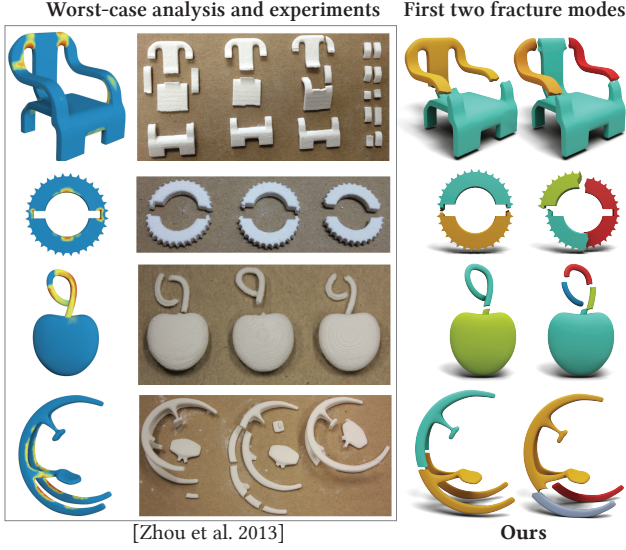 Worst-case analysis and experiments
First two fracture modes
[Zhou et al. 2013]
Ours